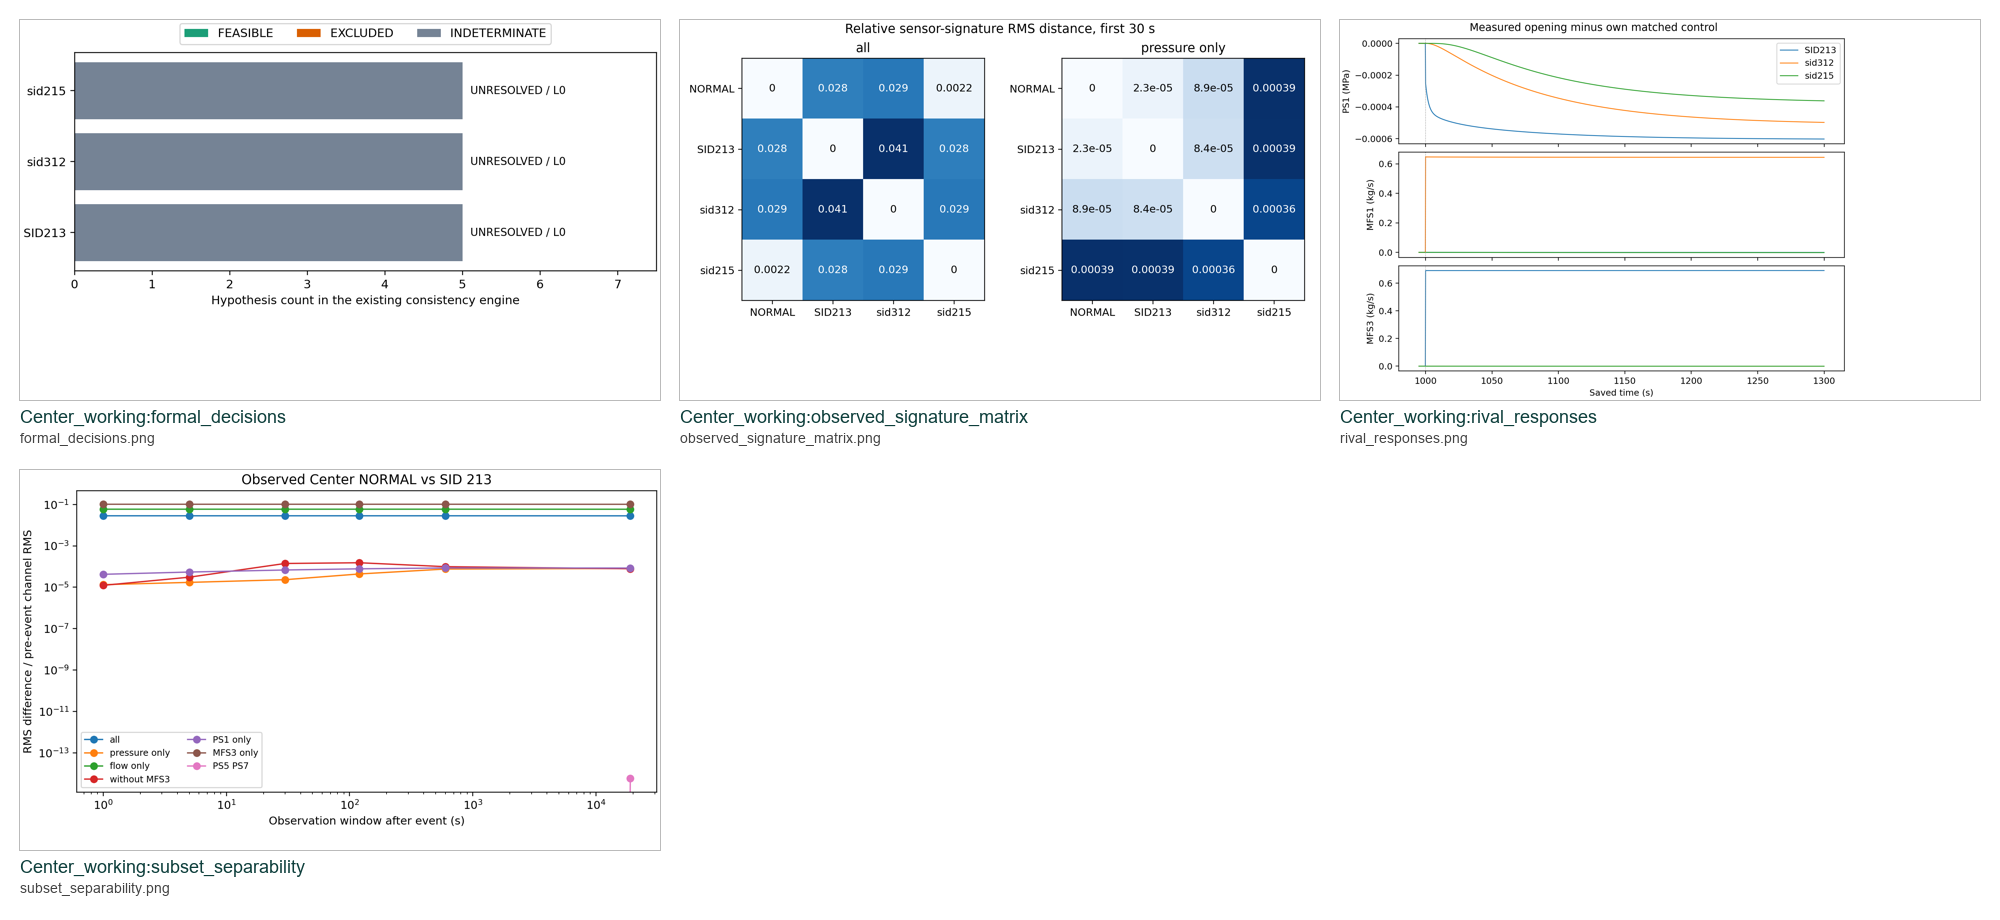 FEASIBLE EXCLUDED INDETERMINATE
sid215 UNRESOLVED / L0
sid312 UNRESOLVED / L0
SID213 UNRESOLVED / L0
0 1 2 3 4 5 6 7
Hypothesis count in the existing consistency engine
Center_working:formal_decisions
formal_decisions.png
Relative sensor-signature RMS distance, first 30 s
all
NORMAL 0 0.028 0.029 0.0022
SID213 0.028 0 0.041 0.028
sid312 0.029 0.041 0 0.029
sid215 0.0022 0.028 0.029 0
NORMAL SID213 sid312 sid215
pressure only
NORMAL 0 2.3e-05 8.9e-05 0.00039
SID213 2.3e-05 0 8.4e-05 0.00039
sid312 8.9e-05 8.4e-05 0 0.00036
sid215 0.00039 0.00039 0.00036 0
NORMAL SID213 sid312 sid215
Center_working:observed_signature_matrix
observed_signature_matrix.png
Measured opening minus own matched control
PS1 (MPa)
0.0000
−0.0002
−0.0004
−0.0006
SID213
sid312
sid215
MFS1 (kg/s)
0.6
0.4
0.2
0.0
MFS3 (kg/s)
0.6
0.4
0.2
0.0
1000 1050 1100 1150 1200 1250 1300
Saved time (s)
Center_working:rival_responses
rival_responses.png
Observed Center NORMAL vs SID 213
RMS difference / pre-event channel RMS
10⁻¹
10⁻³
10⁻⁵
10⁻⁷
10⁻⁹
10⁻¹¹
10⁻¹³
all PS1 only
pressure only MFS3 only
flow only PS5 PS7
without MFS3
10⁰ 10¹ 10² 10³ 10⁴
Observation window after event (s)
Center_working:subset_separability
subset_separability.png